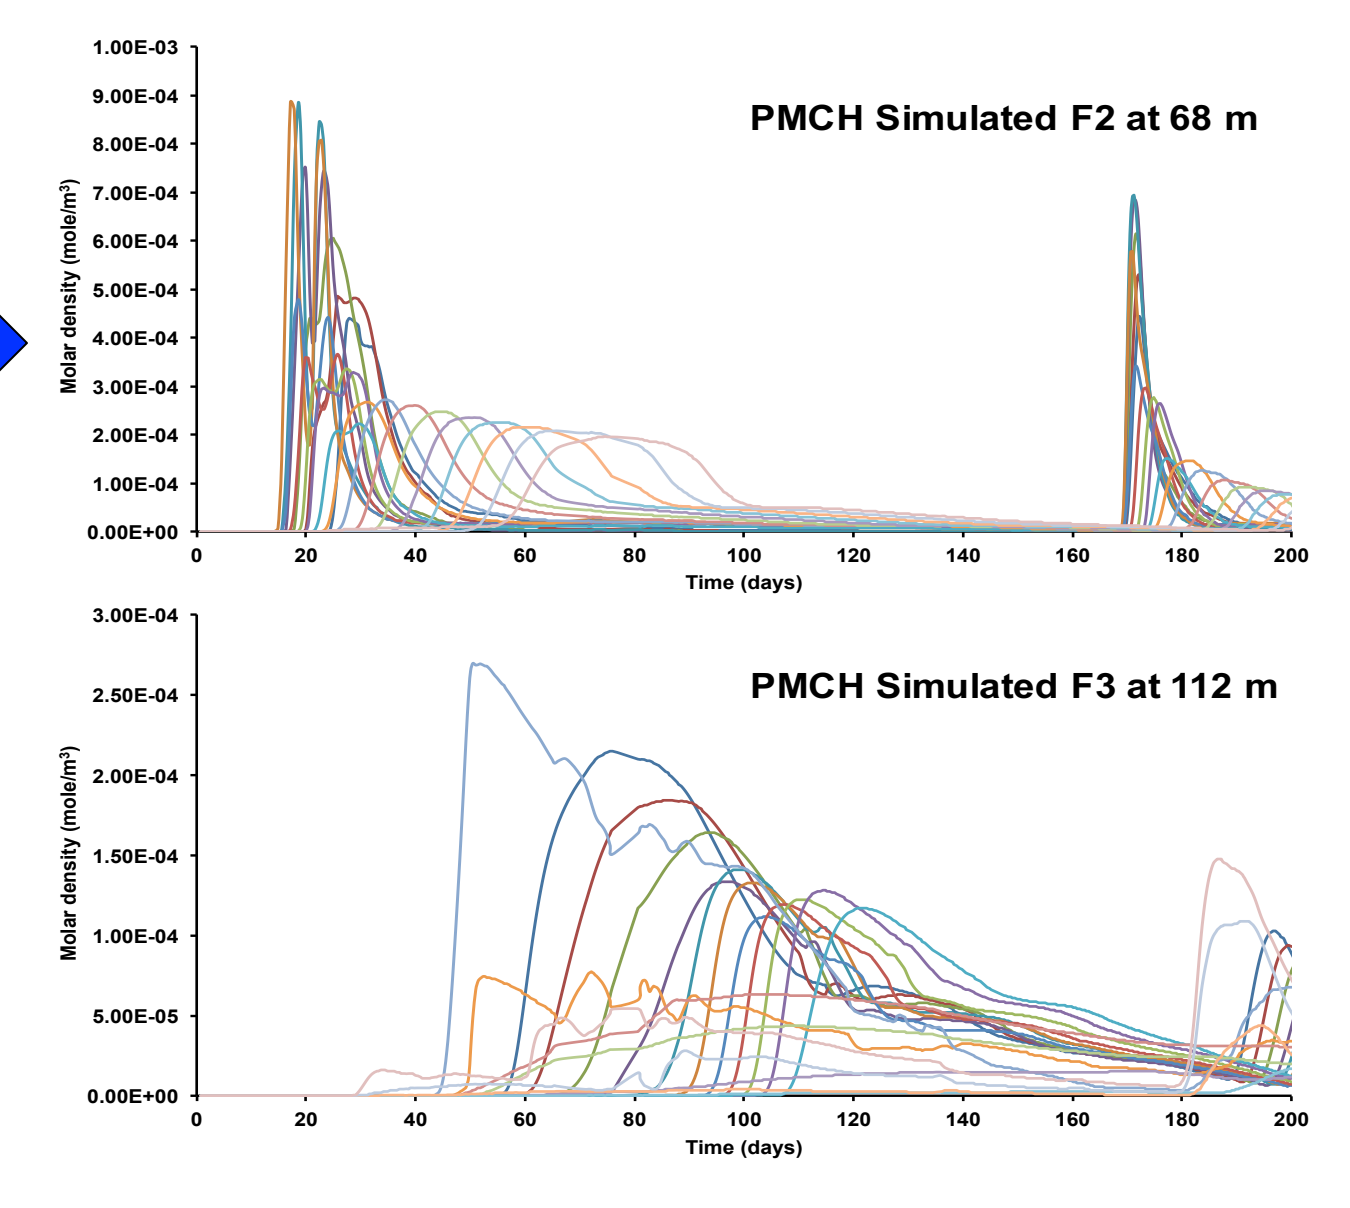 1.00E-03
9.00E-04
8.00E-04
7.00E-04
6.00E-04
5.00E-04
4.00E-04
3.00E-04
2.00E-04
1.00E-04
0.00E+00
Molar density (mole/m³)
PMCH Simulated F2 at 68 m
0 20 40 60 80 100 120 140 160 180 200
Time (days)
3.00E-04
2.50E-04
2.00E-04
1.50E-04
1.00E-04
5.00E-05
0.00E+00
Molar density (mole/m³)
PMCH Simulated F3 at 112 m
0 20 40 60 80 100 120 140 160 180 200
Time (days)